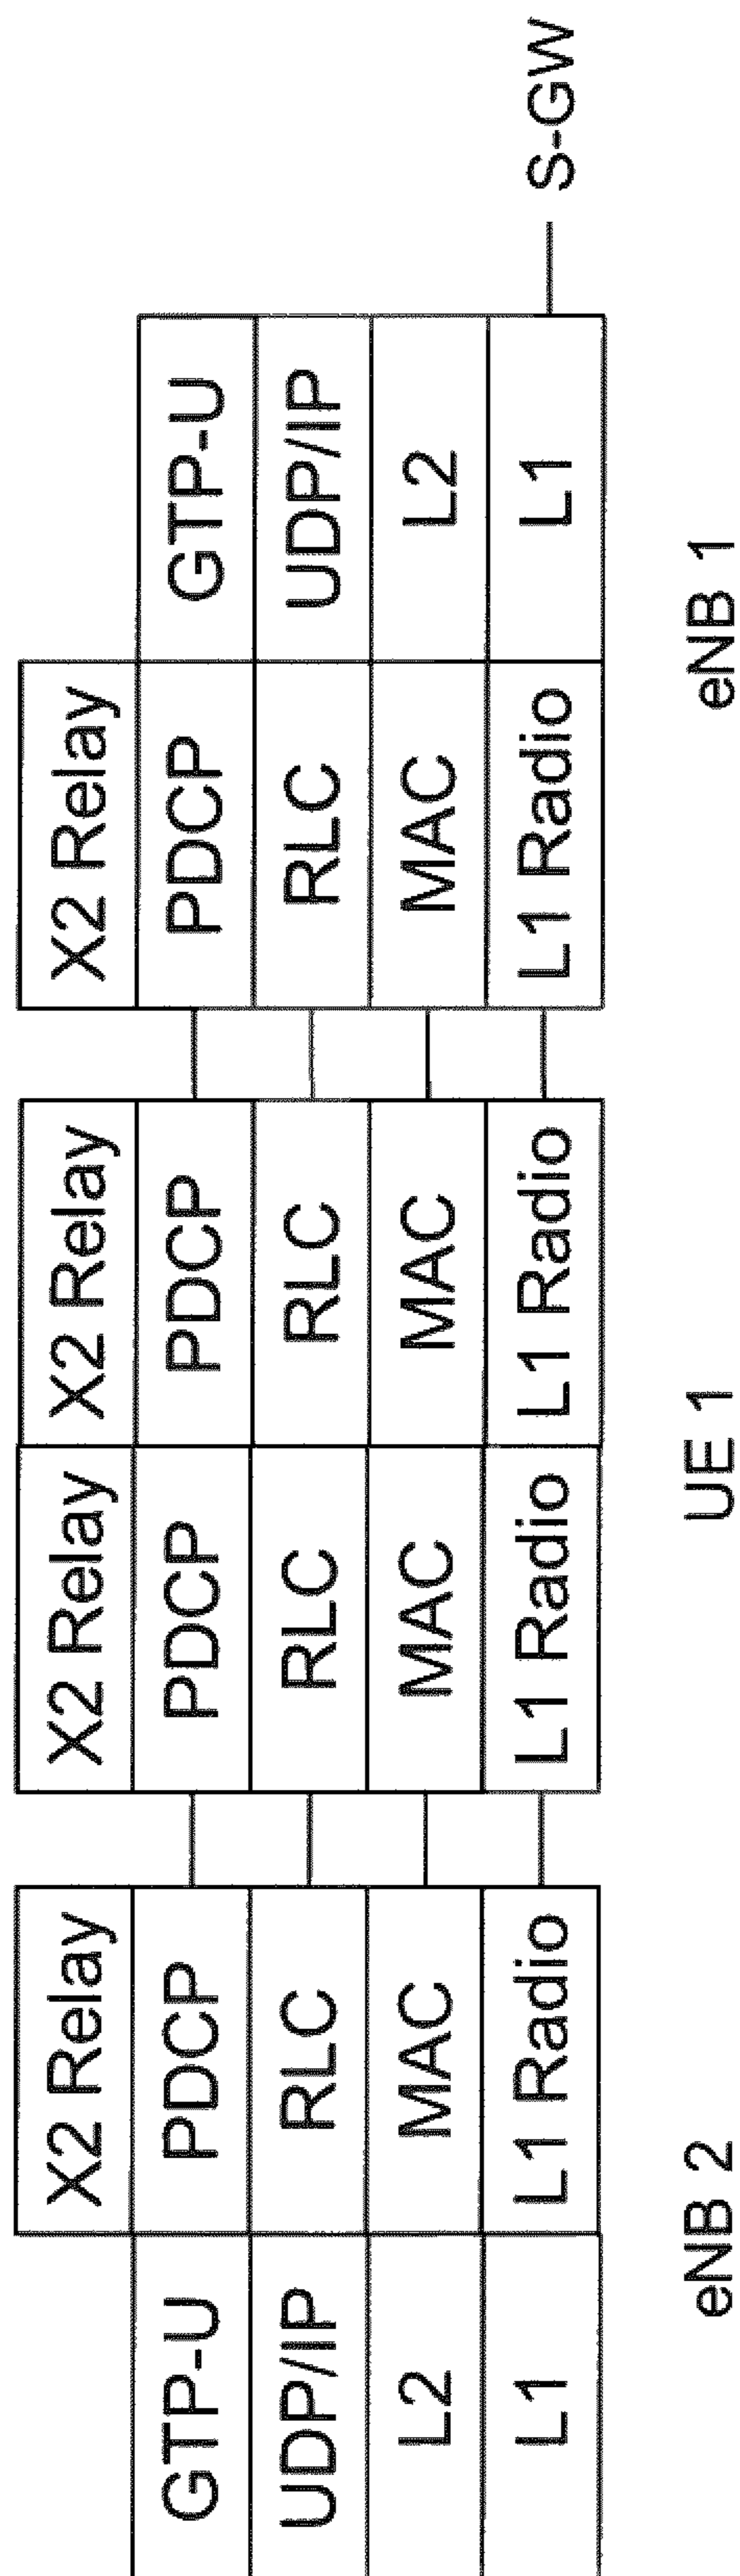 X2 Relay X2 Relay X2 Relay X2 Relay
GTP-U PDCP PDCP PDCP PDCP GTP-U
UDP/IP RLC RLC RLC RLC UDP/IP
L2 MAC MAC MAC MAC L2
L1 L1 Radio L1 Radio L1 Radio L1 Radio L1 S-GW
eNB 2 UE 1 eNB 1